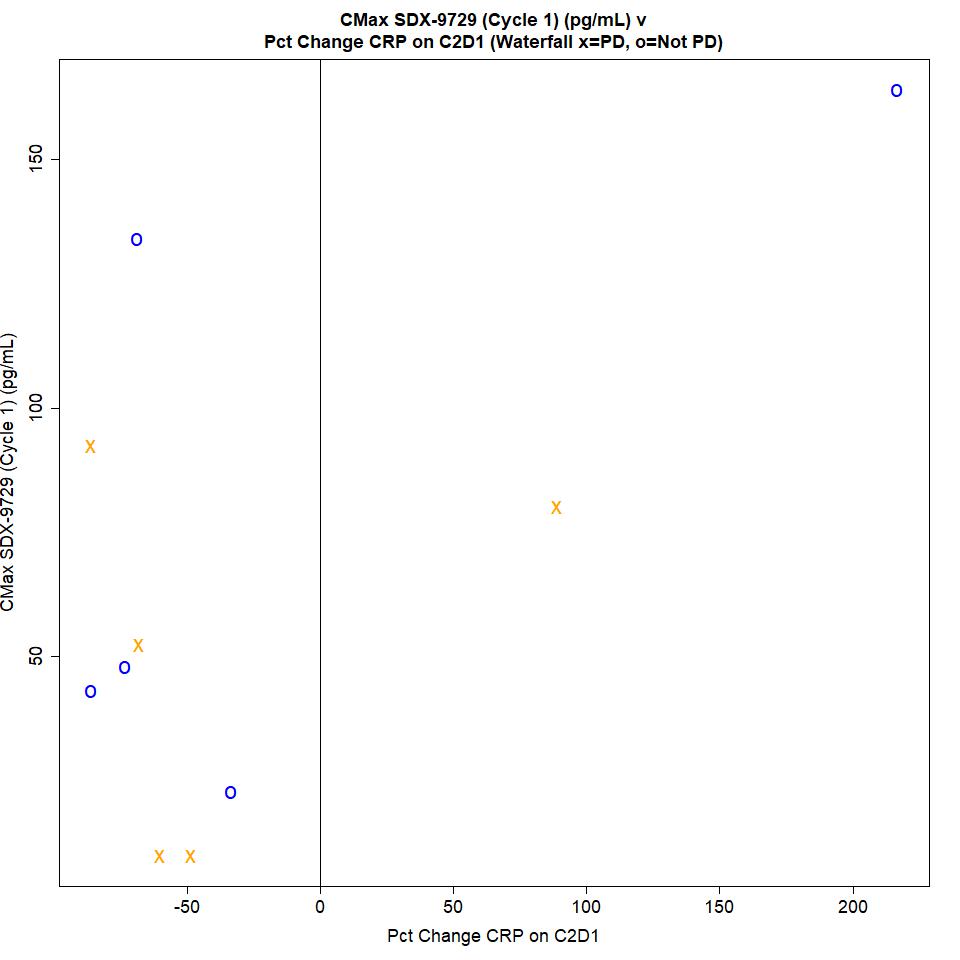 CMax SDX-9729 (Cycle 1) (pg/mL) v
Pct Change CRP on C2D1 (Waterfall x=PD, o=Not PD)
CMax SDX-9729 (Cycle 1) (pg/mL)
150
100
50
o
o
x
x
x
o
o
o
x x
-50 0 50 100 150 200
Pct Change CRP on C2D1